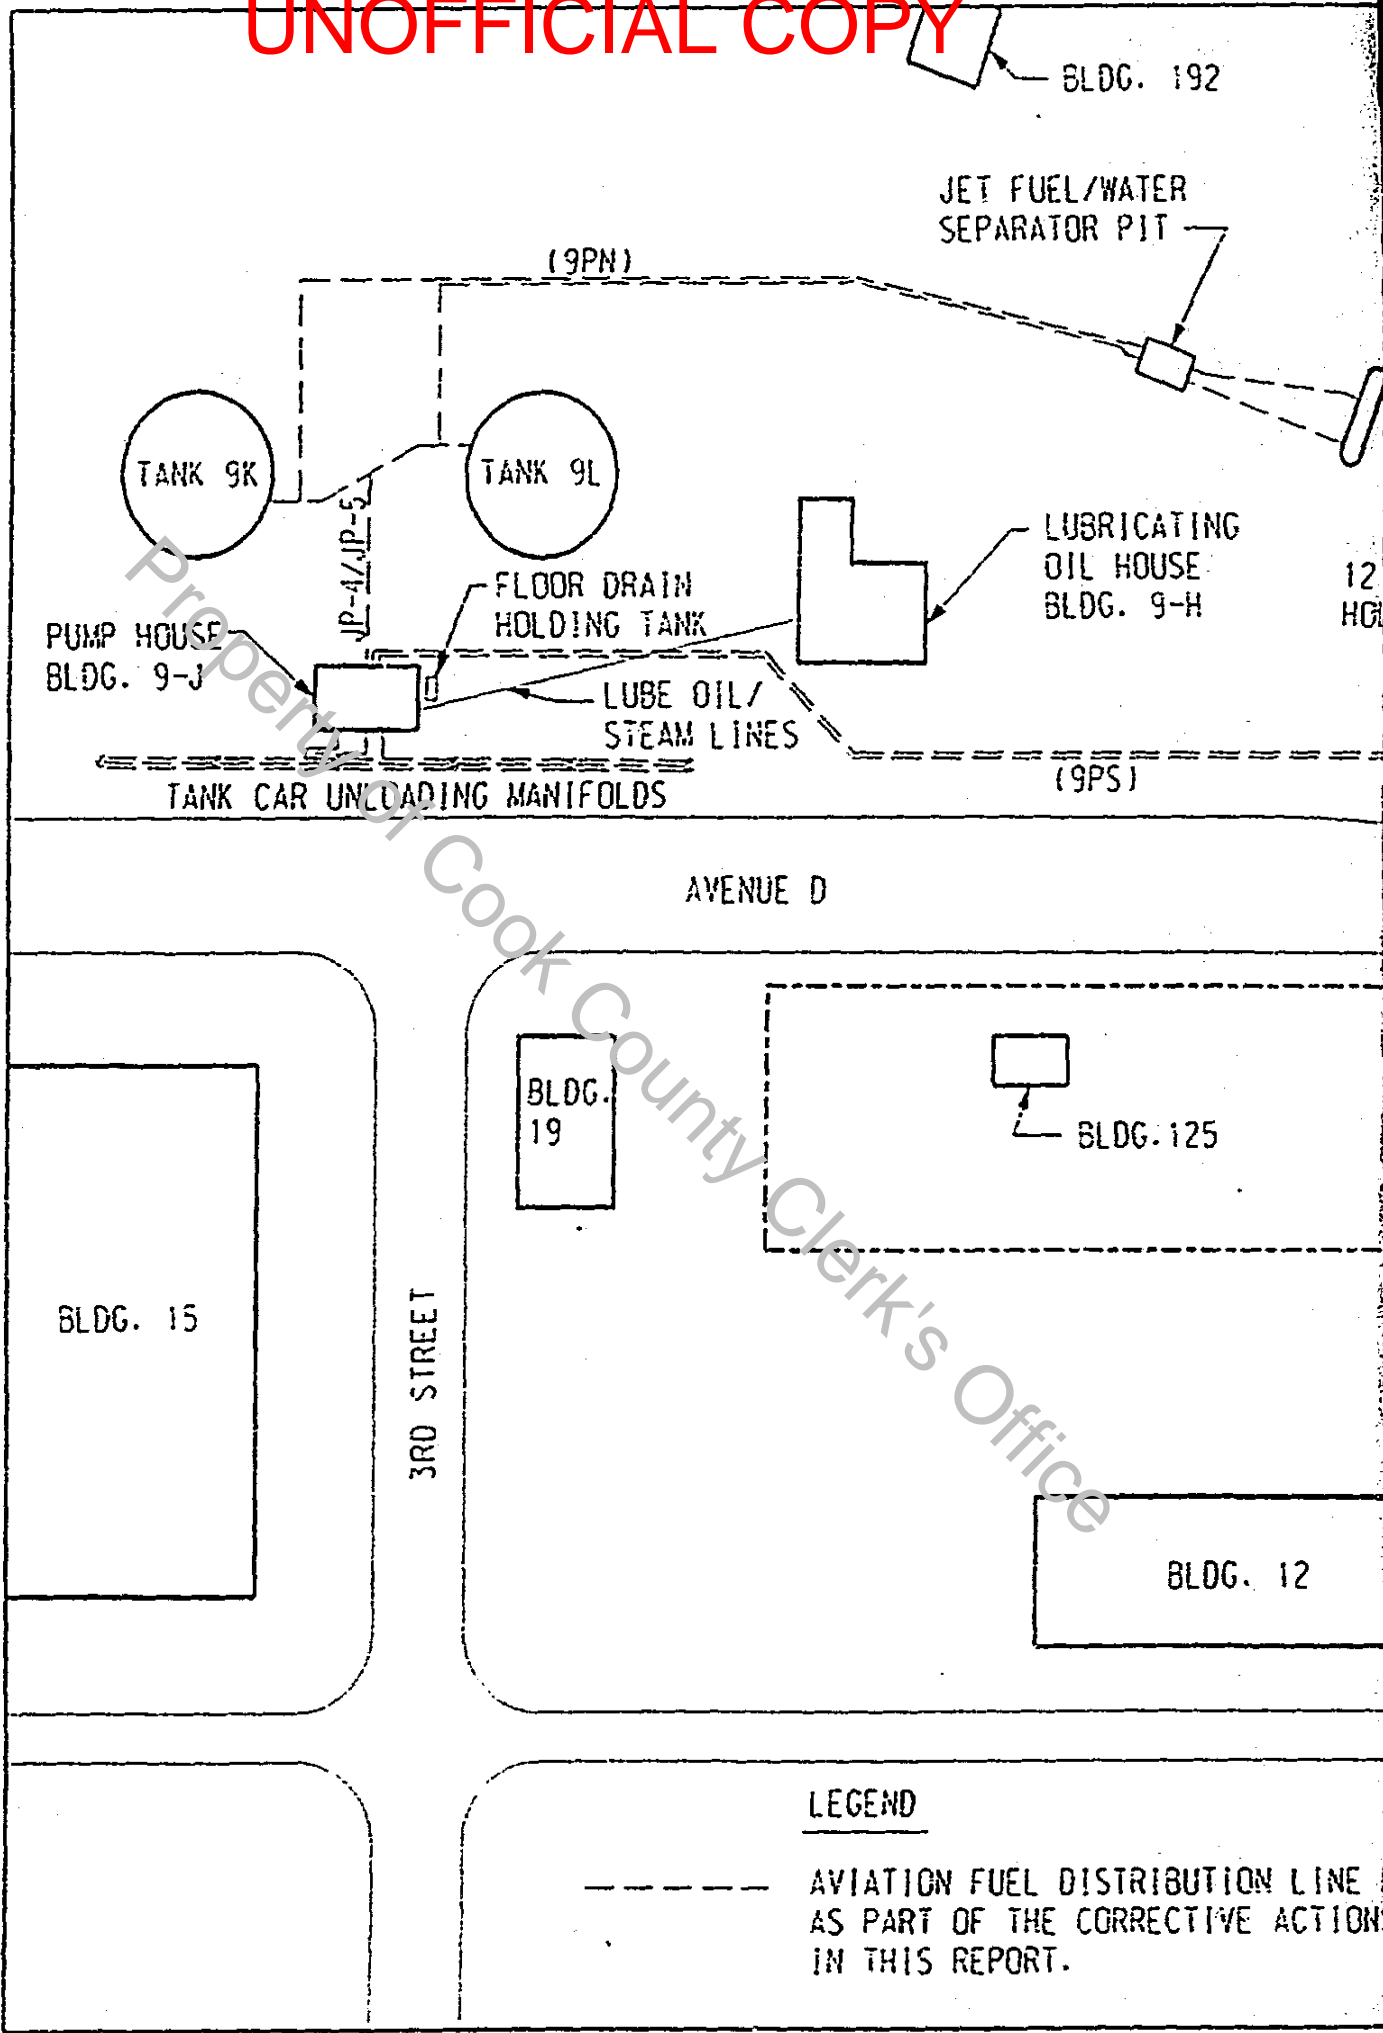 UNOFFICIAL COPY
BLDG. 192
JET FUEL/WATER
SEPARATOR PIT
(9PN)
TANK 9K
TANK 9L
JP-4/JP-5
LUBRICATING
OIL HOUSE
BLDG. 9-H
12
FLOOR DRAIN
HOLDING TANK
PUMP HOUSE
BLDG. 9-J
LUBE OIL/
STEAM LINES
(9PS)
TANK CAR UNLOADING MANIFOLDS
AVENUE D
BLDG.
19
BLDG. 125
BLDG. 15
3RD STREET
BLDG. 12
Property of Cook County Clerk's Office
LEGEND
AVIATION FUEL DISTRIBUTION LINE
AS PART OF THE CORRECTIVE ACTIONS
IN THIS REPORT.